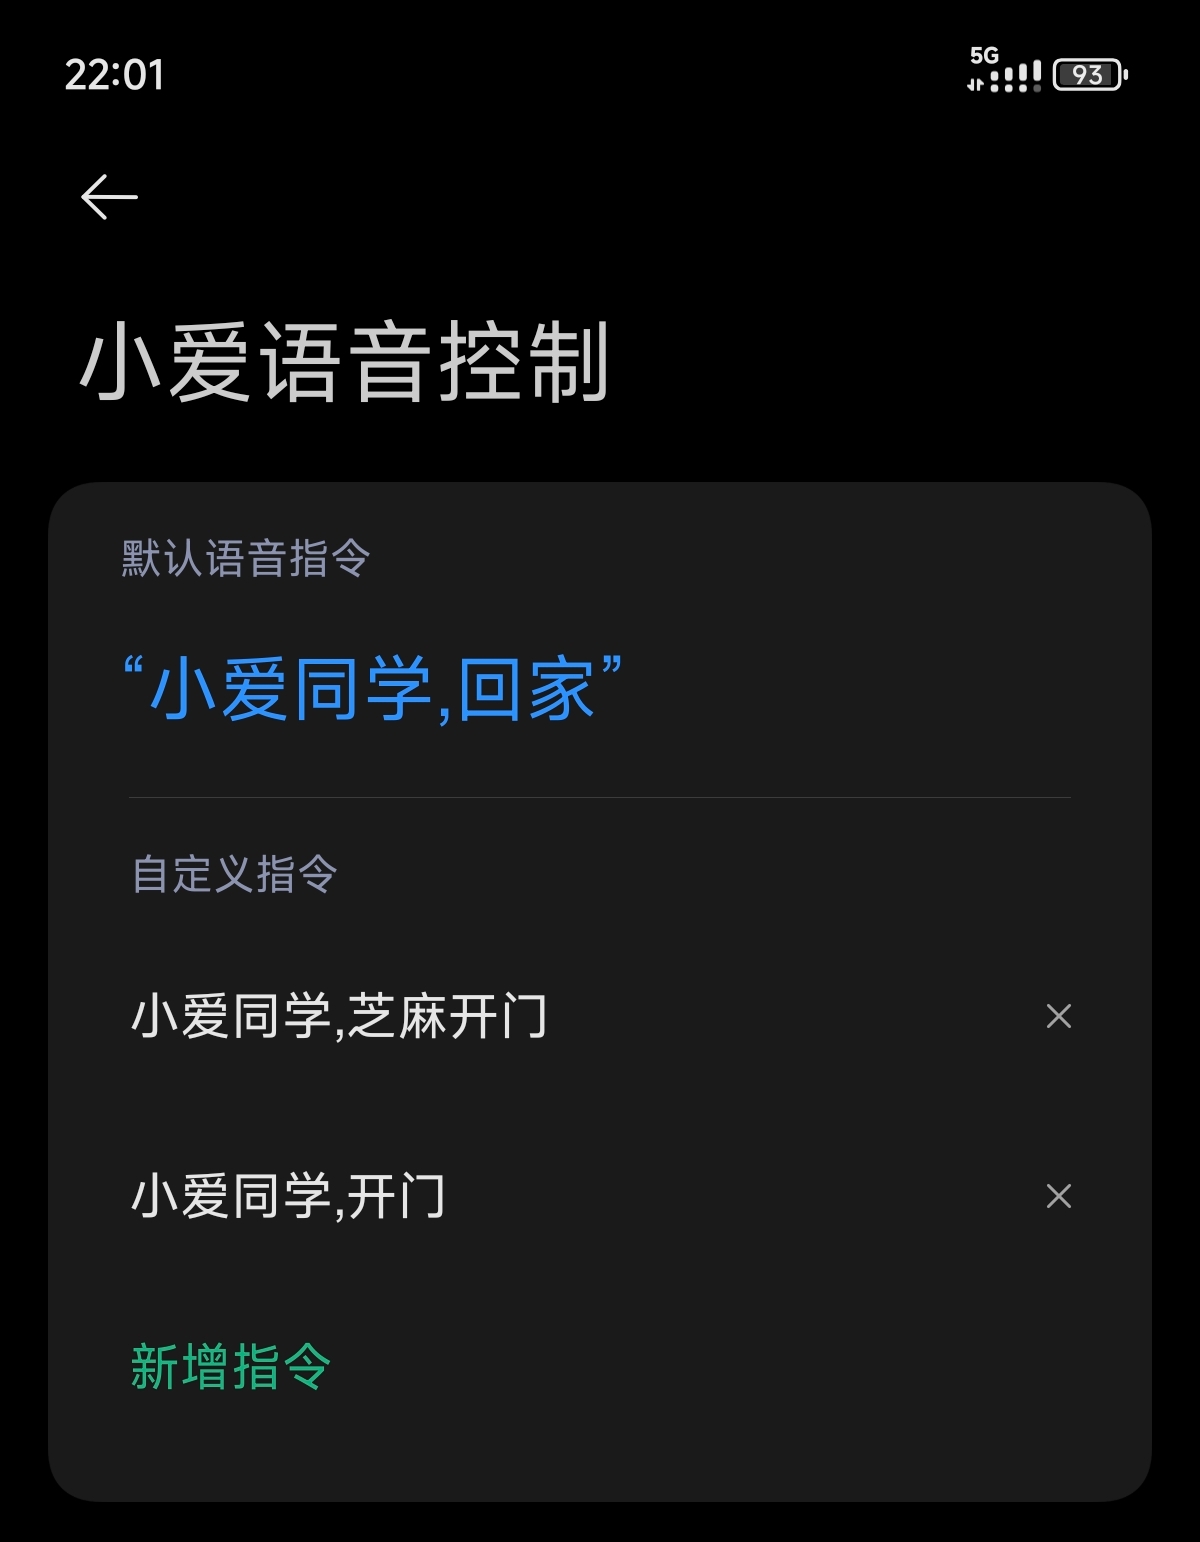 22:01
5G
93
小爱语音控制
默认语音指令
“小爱同学,回家”
自定义指令
小爱同学,芝麻开门
小爱同学,开门
新增指令